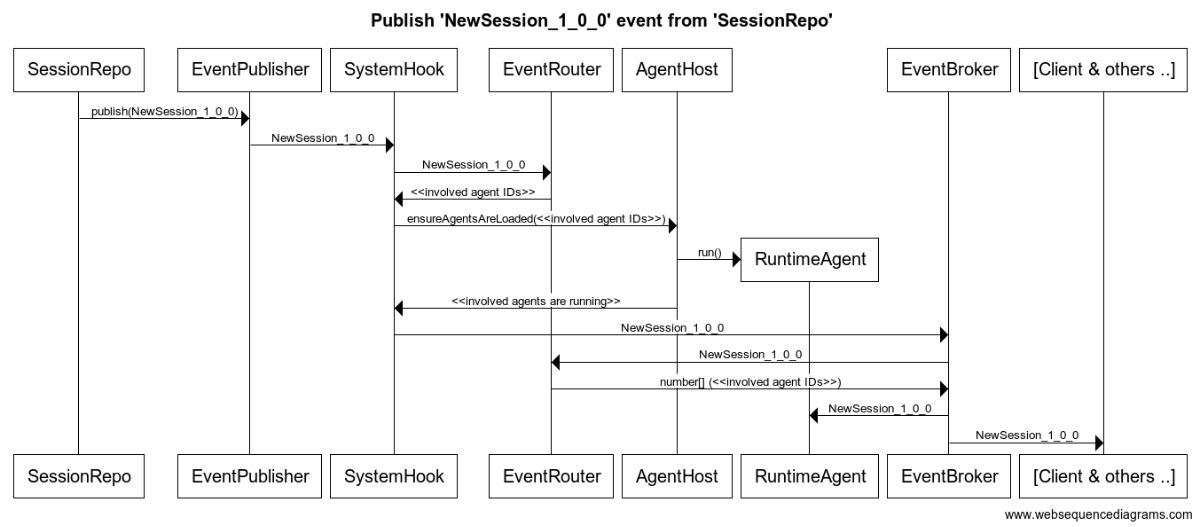 Publish 'NewSession_1_0_0' event from 'SessionRepo'
SessionRepo
EventPublisher
SystemHook
EventRouter
AgentHost
EventBroker
[Client & others ..]
publish(NewSession_1_0_0)
NewSession_1_0_0
NewSession_1_0_0
<<involved agent IDs>>
ensureAgentsAreLoaded(<<involved agent IDs>>)
run()
RuntimeAgent
<<involved agents are running>>
NewSession_1_0_0
NewSession_1_0_0
number[] (<<involved agent IDs>>)
NewSession_1_0_0
NewSession_1_0_0
SessionRepo
EventPublisher
SystemHook
EventRouter
AgentHost
RuntimeAgent
EventBroker
[Client & others ..]
www.websequencediagrams.com